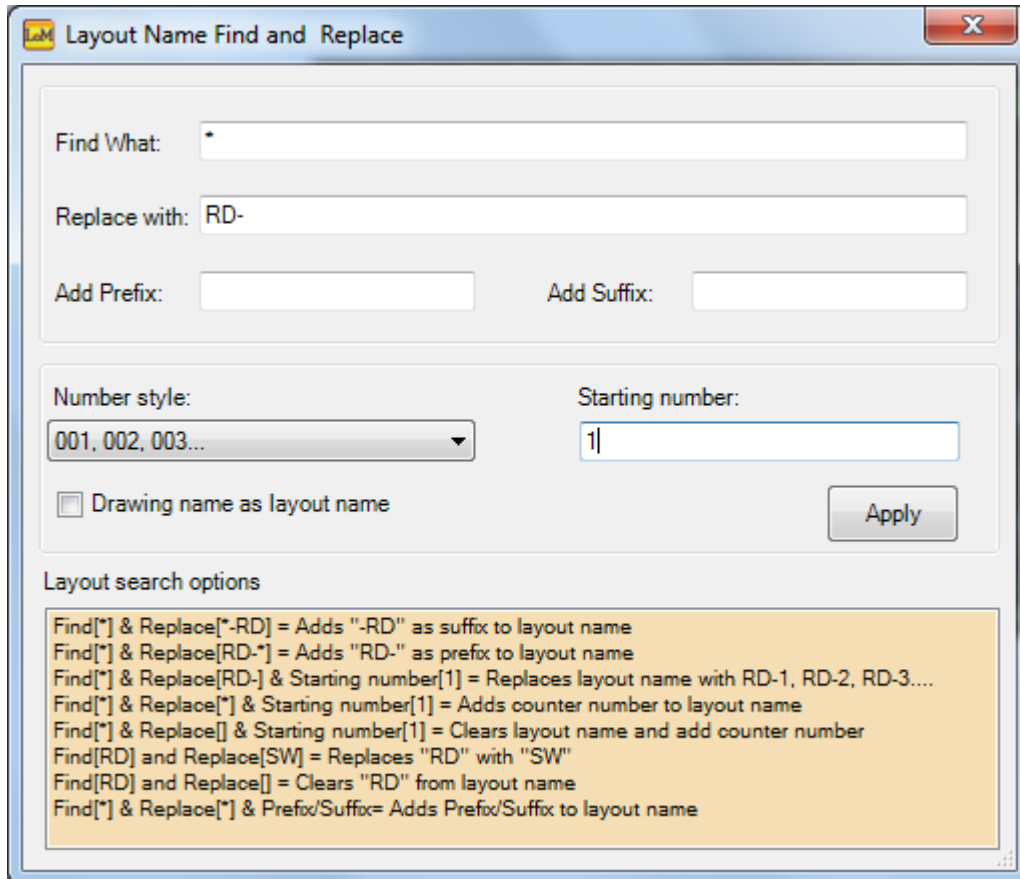 LoM Layout Name Find and  Replace
Find What: *
Replace with: RD-
Add Prefix: Add Suffix:
Number style: Starting number:
001, 002, 003... 1
Drawing name as layout name
Apply
Layout search options
Find[*] & Replace[*-RD] = Adds "-RD" as suffix to layout name
Find[*] & Replace[RD-*] = Adds "RD-" as prefix to layout name
Find[*] & Replace[RD-] & Starting number[1] = Replaces layout name with RD-1, RD-2, RD-3....
Find[*] & Replace[*] & Starting number[1] = Adds counter number to layout name
Find[*] & Replace[] & Starting number[1] = Clears layout name and add counter number
Find[RD] and Replace[SW] = Replaces "RD" with "SW"
Find[RD] and Replace[] = Clears "RD" from layout name
Find[*] & Replace[*] & Prefix/Suffix= Adds Prefix/Suffix to layout name